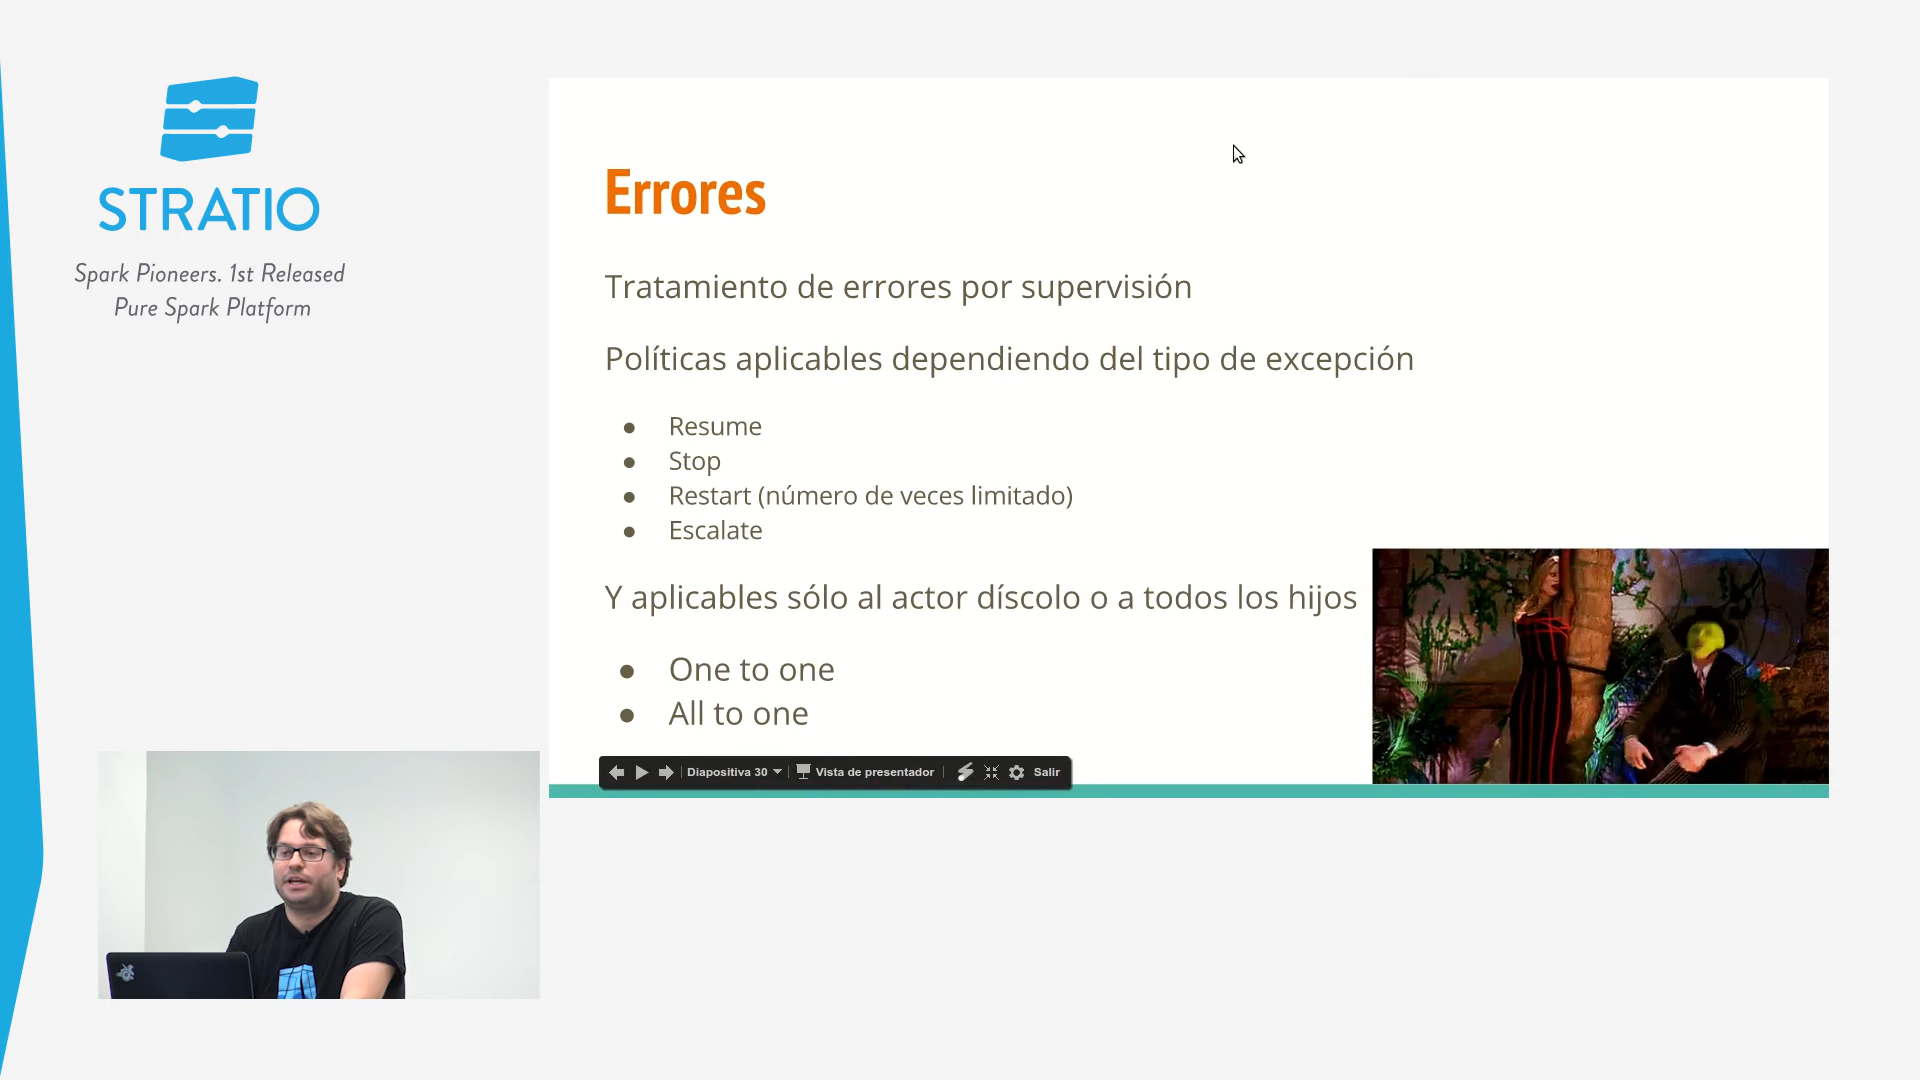 STRATIO
Spark Pioneers. 1st Released
Pure Spark Platform
Errores
Tratamiento de errores por supervisión
Políticas aplicables dependiendo del tipo de excepción
● Resume
● Stop
● Restart (número de veces limitado)
● Escalate
Y aplicables sólo al actor díscolo o a todos los hijos
● One to one
● All to one
Diapositiva 30 Vista de presentador Salir